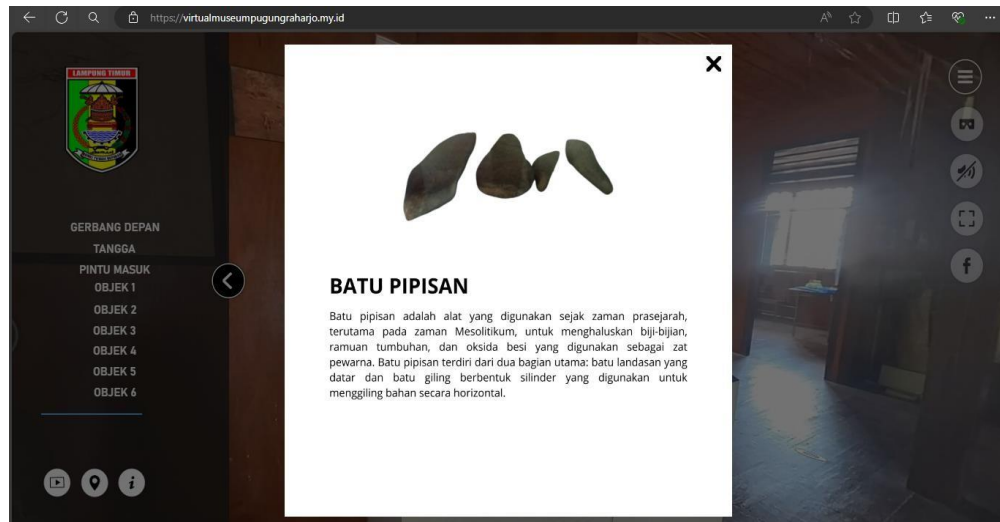 https://virtualmuseumpugungraharjo.my.id
LAMPUNG TIMUR
GERBANG DEPAN
TANGGA
PINTU MASUK
OBJEK 1
OBJEK 2
OBJEK 3
OBJEK 4
OBJEK 5
OBJEK 6
BATU PIPISAN
Batu pipisan adalah alat yang digunakan sejak zaman prasejarah,
terutama pada zaman Mesolitikum, untuk menghaluskan biji-bijian,
ramuan tumbuhan, dan oksida besi yang digunakan sebagai zat
pewarna. Batu pipisan terdiri dari dua bagian utama: batu landasan yang
datar dan batu giling berbentuk silinder yang digunakan untuk
menggiling bahan secara horizontal.